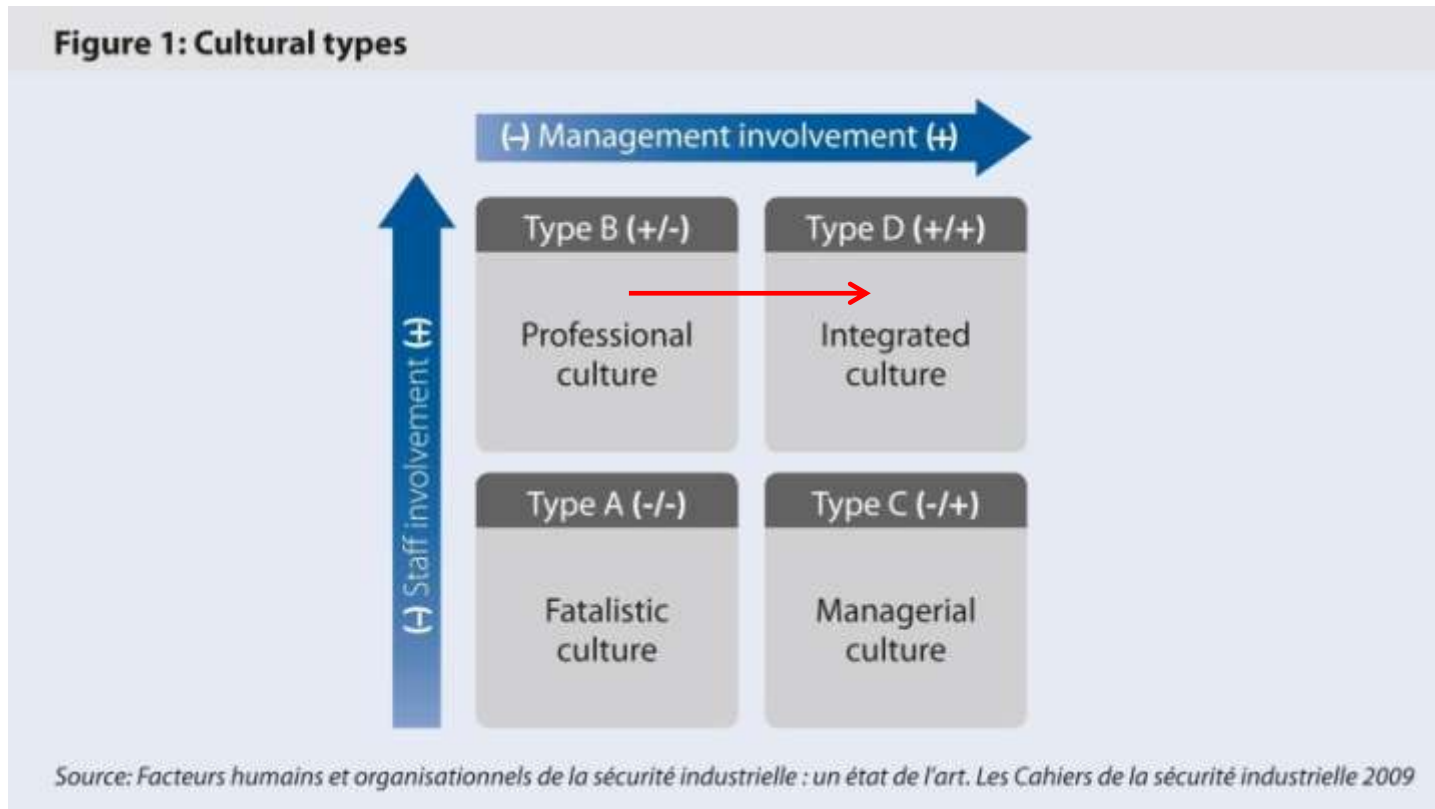 Figure 1: Cultural types
(-) Management involvement (+)
(-) Staff involvement (+)
Type B (+/-)
Professional
culture
Type D (+/+)
Integrated
culture
Type A (-/-)
Fatalistic
culture
Type C (-/+)
Managerial
culture
Source: Facteurs humains et organisationnels de la sécurité industrielle : un état de l'art. Les Cahiers de la sécurité industrielle 2009